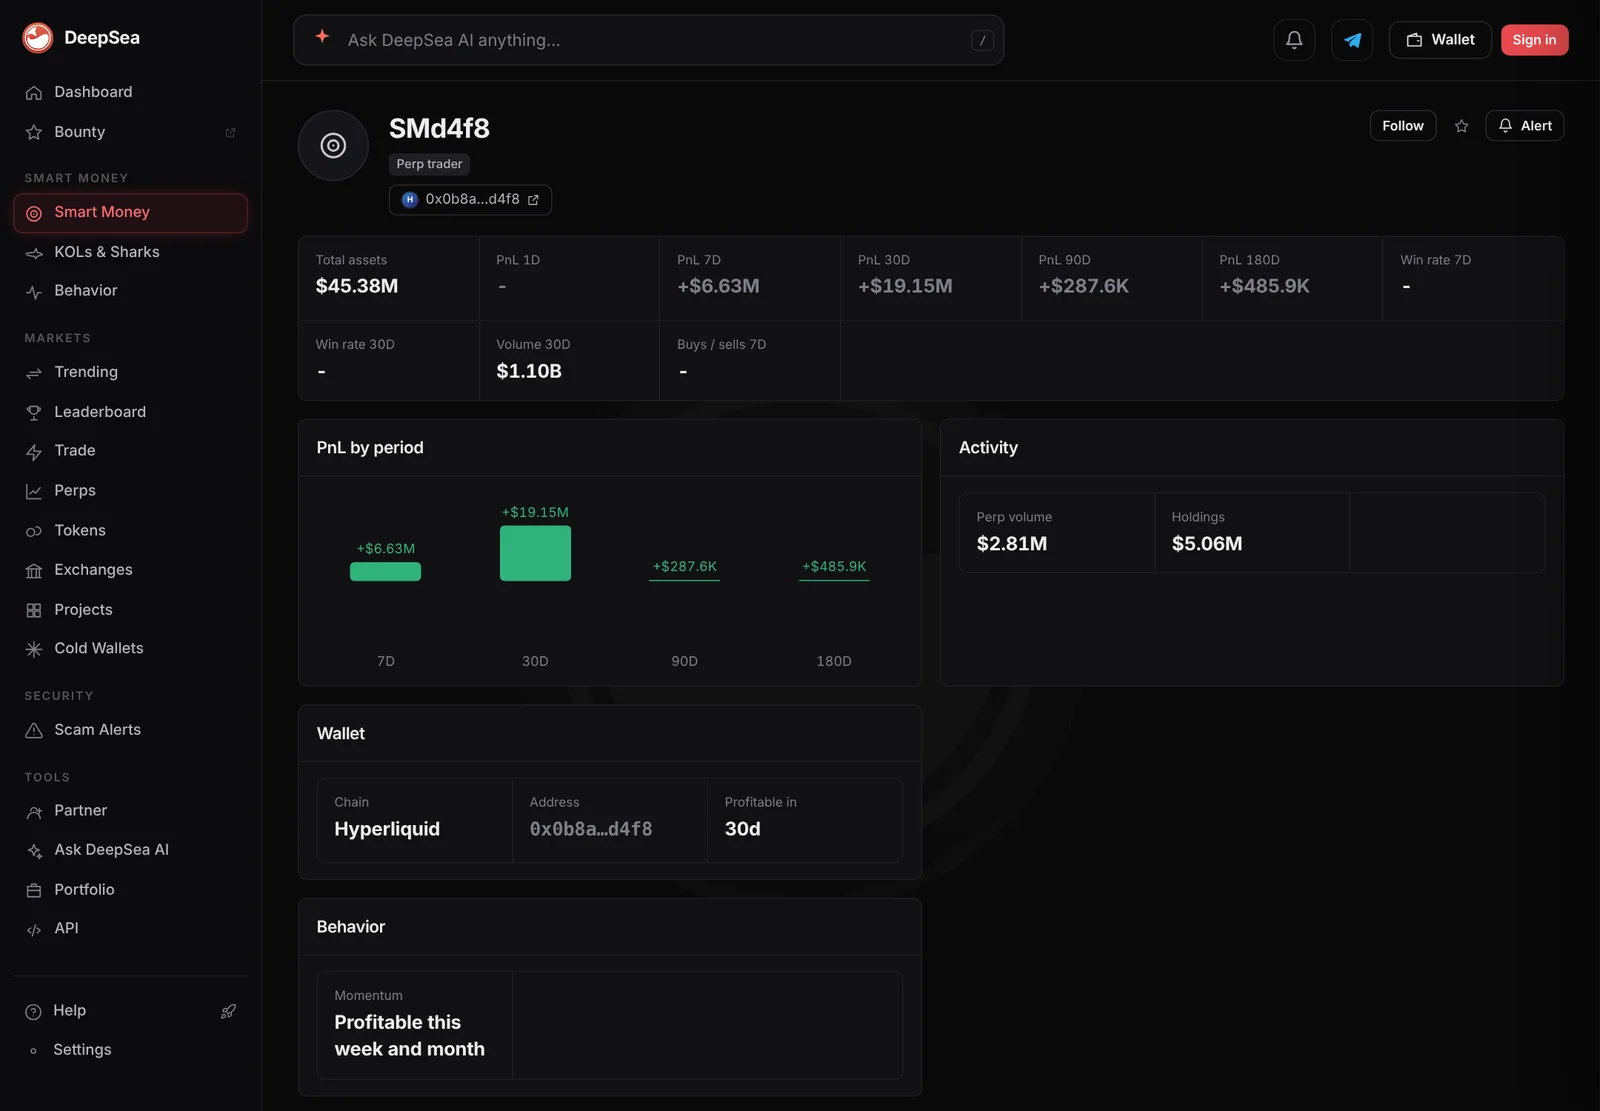 DeepSea
Ask DeepSea AI anything...
/
Wallet
Sign in
Dashboard
Bounty
SMART MONEY
Smart Money
KOLs & Sharks
Behavior
MARKETS
Trending
Leaderboard
Trade
Perps
Tokens
Exchanges
Projects
Cold Wallets
SECURITY
Scam Alerts
TOOLS
Partner
Ask DeepSea AI
Portfolio
API
Help
Settings
SMd4f8
Perp trader
H 0x0b8a...d4f8
Follow
Alert
Total assets
$45.38M
PnL 1D
-
PnL 7D
+$6.63M
PnL 30D
+$19.15M
PnL 90D
+$287.6K
PnL 180D
+$485.9K
Win rate 7D
-
Win rate 30D
-
Volume 30D
$1.10B
Buys / sells 7D
-
PnL by period
+$6.63M
+$19.15M
+$287.6K
+$485.9K
7D
30D
90D
180D
Activity
Perp volume
$2.81M
Holdings
$5.06M
Wallet
Chain
Hyperliquid
Address
0x0b8a…d4f8
Profitable in
30d
Behavior
Momentum
Profitable this
week and month